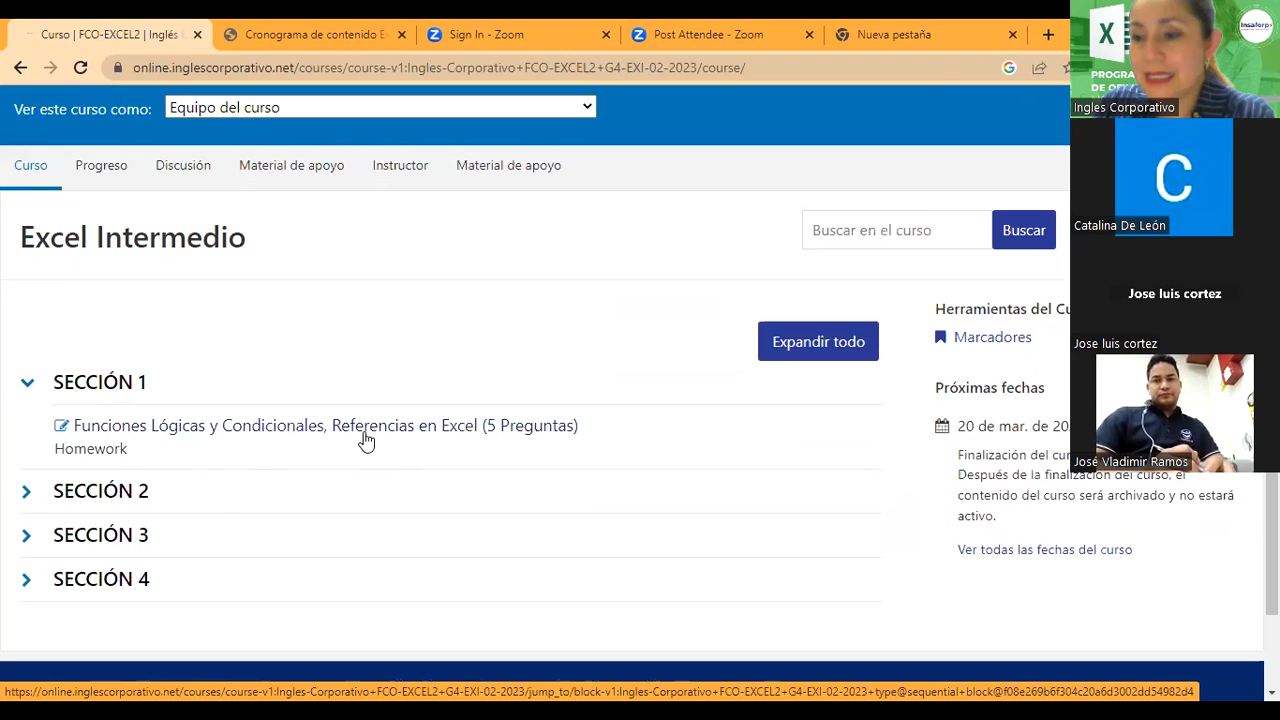 Curso | FCO-EXCEL2 | Inglés
Cronograma de contenido Ex
Sign In - Zoom
Post Attendee - Zoom
Nueva pestaña
online.inglescorporativo.net/courses/course-v1:Ingles-Corporativo+FCO-EXCEL2+G4-EXI-02-2023/course/
Ver este curso como:
Equipo del curso
Curso
Progreso
Discusión
Material de apoyo
Instructor
Material de apoyo
Excel Intermedio
Buscar en el curso
Buscar
Expandir todo
SECCIÓN 1
Funciones Lógicas y Condicionales, Referencias en Excel (5 Preguntas)
Homework
SECCIÓN 2
SECCIÓN 3
SECCIÓN 4
Herramientas del Cu
Marcadores
Próximas fechas
20 de mar. de 20
Finalización del cur
Después de la finalización del curso, el
contenido del curso será archivado y no estará
activo.
Ver todas las fechas del curso
https://online.inglescorporativo.net/courses/course-v1:Ingles-Corporativo+FCO-EXCEL2+G4-EXI-02-2023/jump_to/block-v1:Ingles-Corporativo+FCO-EXCEL2+G4-EXI-02-2023+type@sequential+block@f08e269b6f304c20a6d3002dd54982d4
X
Insaforp
PROGRA
DE OF
Ingles Corporativo
C
Catalina De León
Jose luis cortez
Jose luis cortez
José Vladimir Ramos